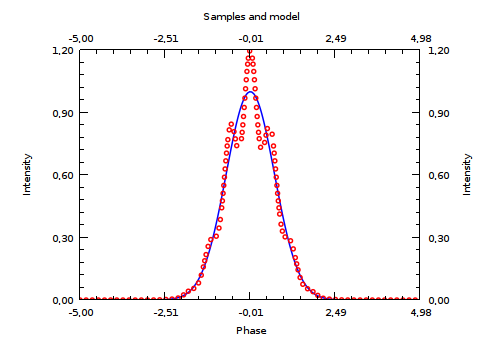 Samples and model
-5,00 -2,51 -0,01 2,49 4,98
1,20 1,20
0,90 0,90
Intensity Intensity
0,60 0,60
0,30 0,30
0,00 0,00
-5,00 -2,51 -0,01 2,49 4,98
Phase